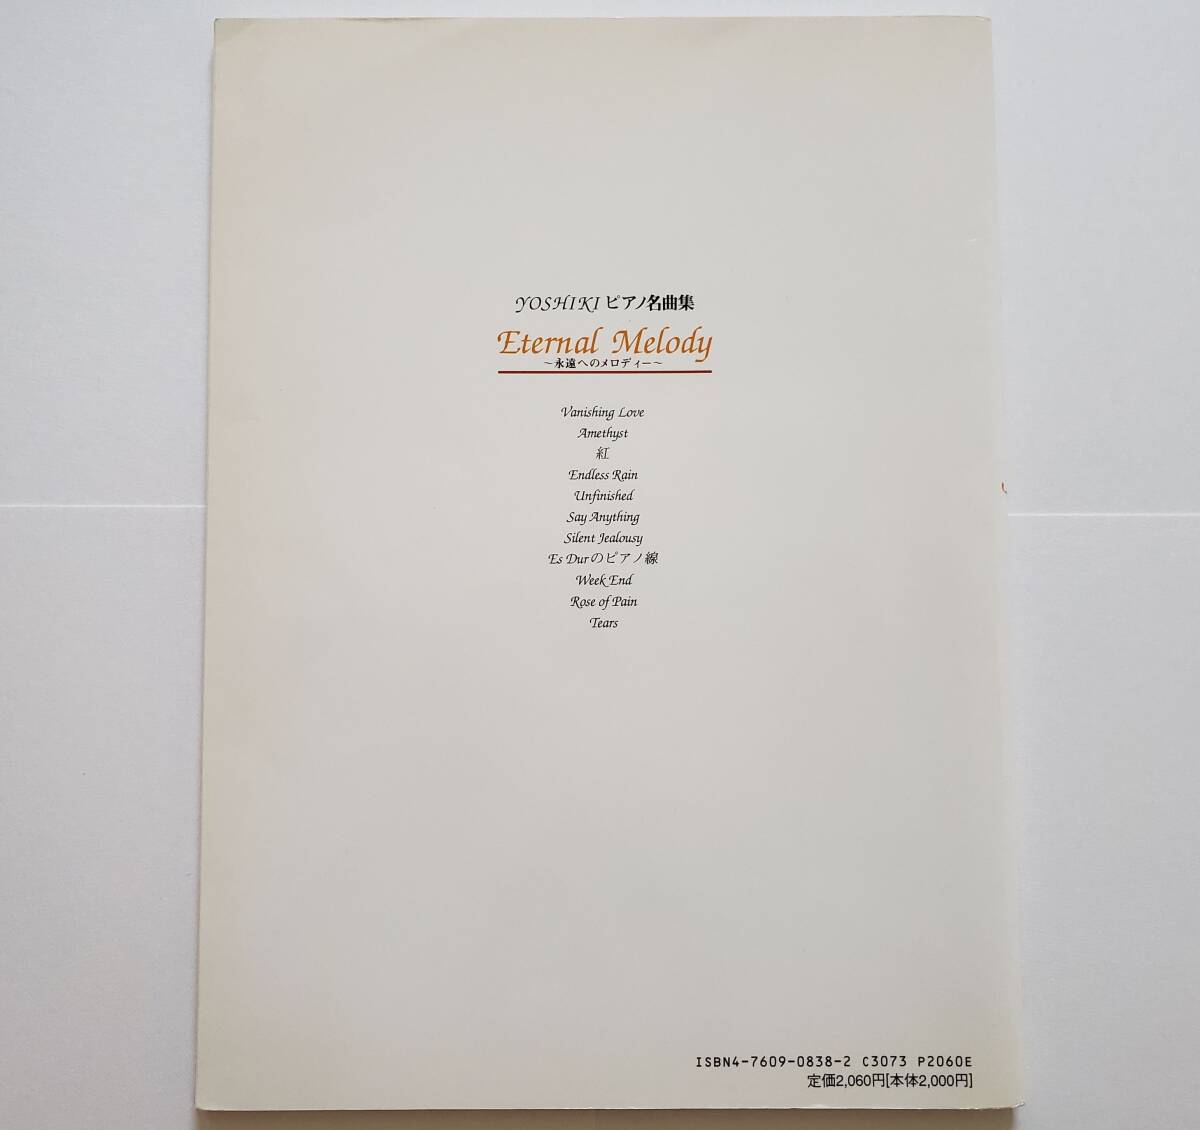 YOSHIKI ピアノ名曲集
Eternal Melody
～永遠へのメロディー～
Vanishing Love
Amethyst
紅
Endless Rain
Unfinished
Say Anything
Silent Jealousy
Es Durのピアノ線
Week End
Rose of Pain
Tears
ISBN4-7609-0838-2 C3073 P2060E
定価2,060円[本体2,000円]